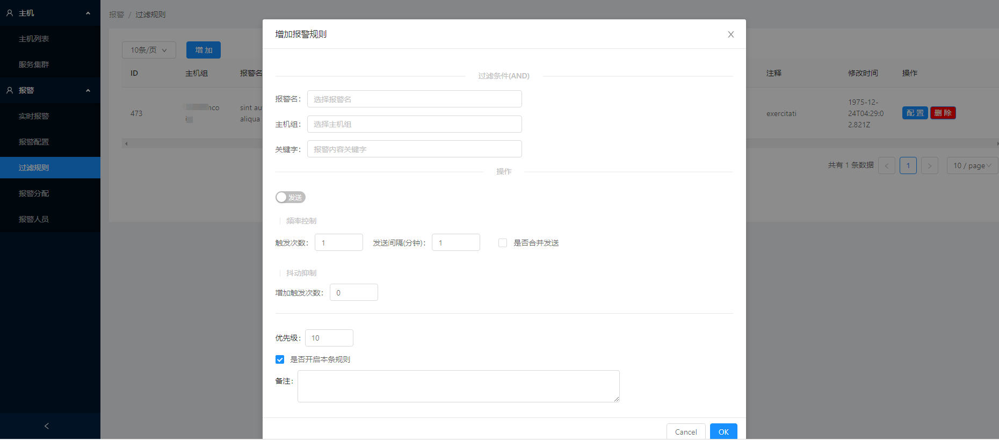 主机
主机列表
服务集群
报警
实时报警
报警配置
过滤规则
报警分配
报警人员
报警 / 过滤规则
10条/页
增 加
ID
主机组
报警名
注释
修改时间
操作
473
sint au
aliqua
exercitati
1975-12-
24T04:29:0
2.821Z
配 置
删 除
共有 1 条数据
1
10 / page
增加报警规则
过滤条件(AND)
报警名:
选择报警名
主机组:
选择主机组
关键字:
报警内容关键字
操作
发送
频率控制
触发次数:
1
发送间隔(分钟):
1
是否合并发送
抖动抑制
增加触发次数:
0
优先级:
10
是否开启本条规则
备注:
Cancel
OK